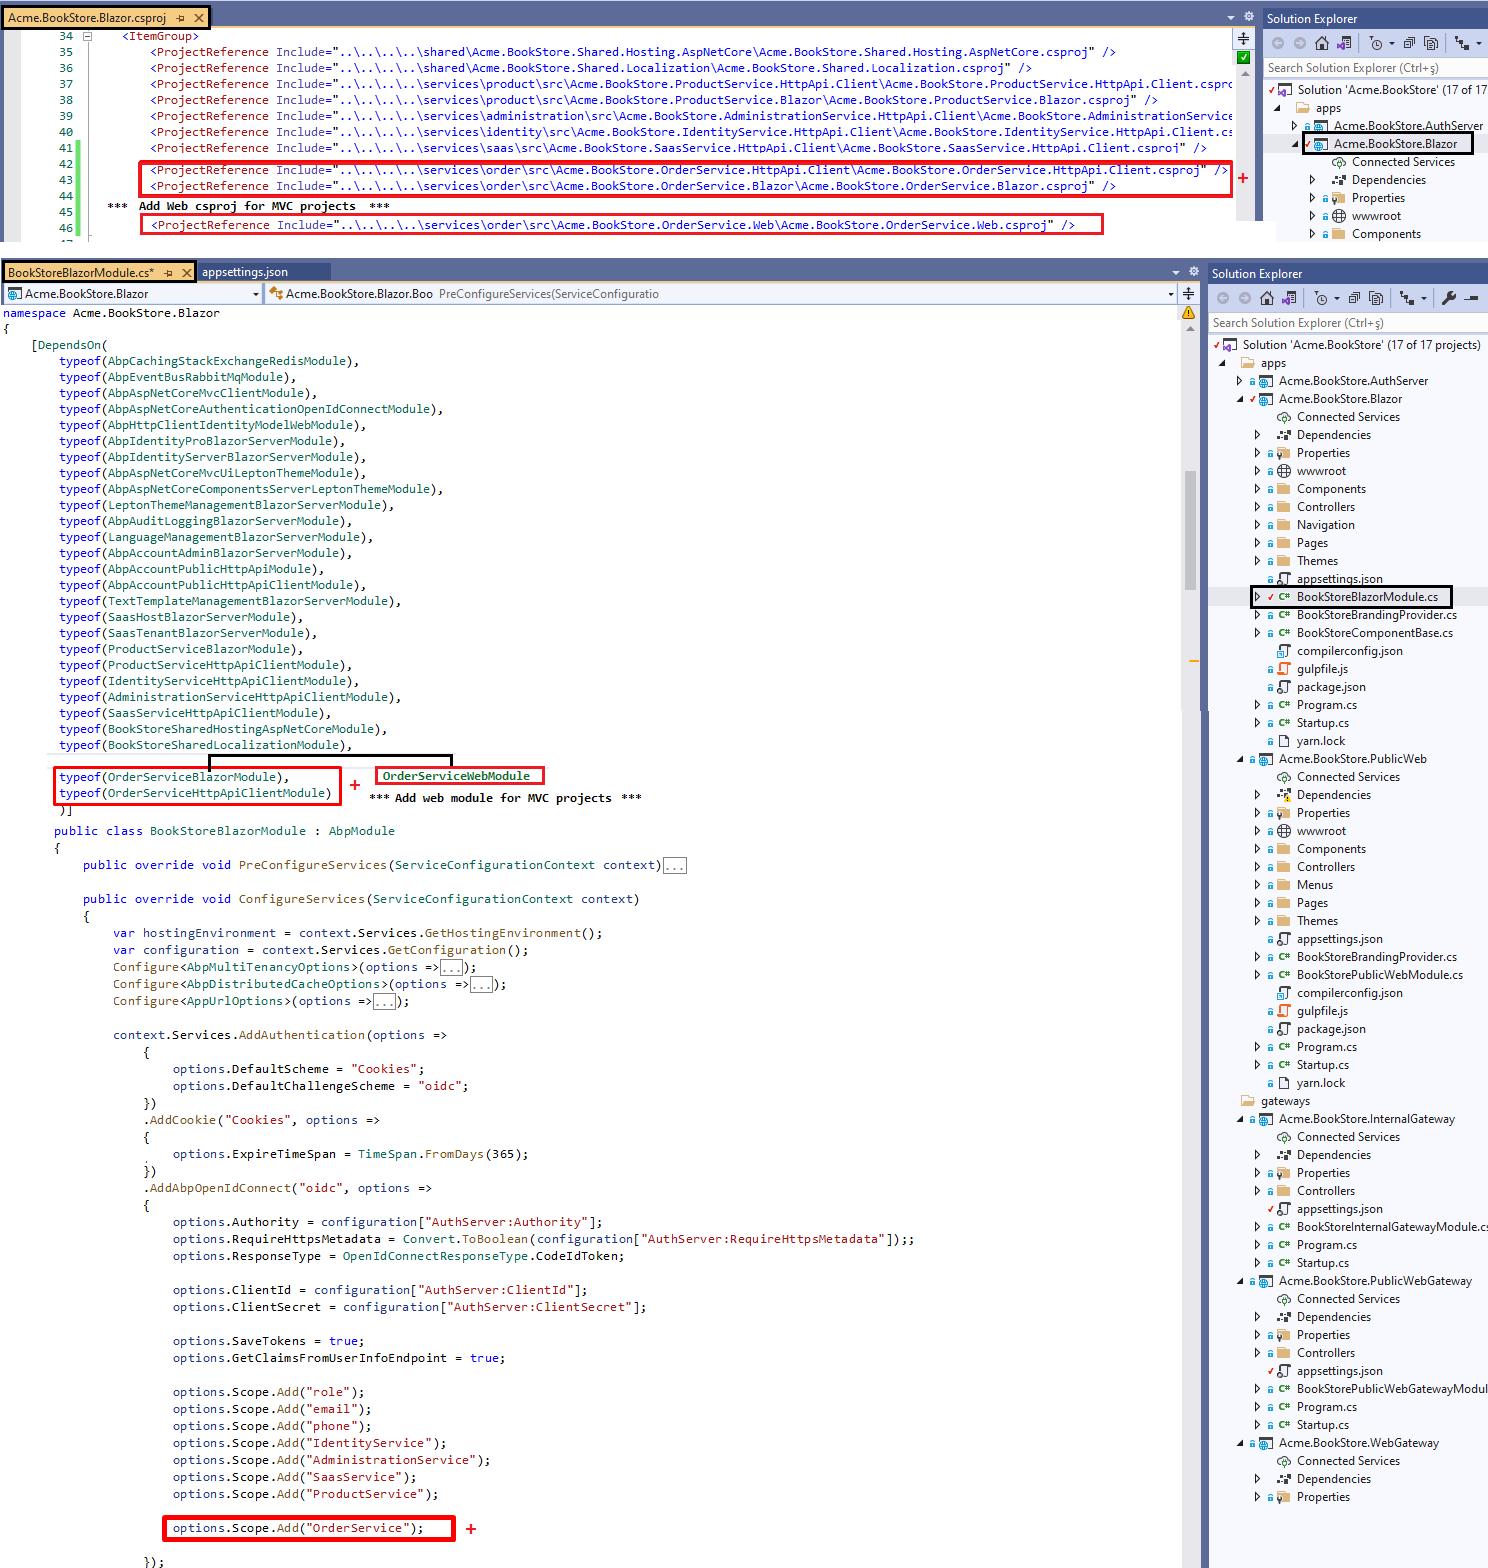 Acme.BookStore.Blazor.csproj
34 <ItemGroup>
35 <ProjectReference Include="..\..\..\..\shared\Acme.BookStore.Shared.Hosting.AspNetCore\Acme.BookStore.Shared.Hosting.AspNetCore.csproj" />
36 <ProjectReference Include="..\..\..\..\shared\Acme.BookStore.Shared.Localization\Acme.BookStore.Shared.Localization.csproj" />
37 <ProjectReference Include="..\..\..\..\services\product\src\Acme.BookStore.ProductService.HttpApi.Client\Acme.BookStore.ProductService.HttpApi.Client.cspro
38 <ProjectReference Include="..\..\..\..\services\product\src\Acme.BookStore.ProductService.Blazor\Acme.BookStore.ProductService.Blazor.csproj" />
39 <ProjectReference Include="..\..\..\..\services\administration\src\Acme.BookStore.AdministrationService.HttpApi.Client\Acme.BookStore.AdministrationService
40 <ProjectReference Include="..\..\..\..\services\identity\src\Acme.BookStore.IdentityService.HttpApi.Client\Acme.BookStore.IdentityService.HttpApi.Client.cs
41 <ProjectReference Include="..\..\..\..\services\saas\src\Acme.BookStore.SaasService.HttpApi.Client\Acme.BookStore.SaasService.HttpApi.Client.csproj" />
42 <ProjectReference Include="..\..\..\..\services\order\src\Acme.BookStore.OrderService.HttpApi.Client\Acme.BookStore.OrderService.HttpApi.Client.csproj" />
43 <ProjectReference Include="..\..\..\..\services\order\src\Acme.BookStore.OrderService.Blazor\Acme.BookStore.OrderService.Blazor.csproj" /> +
44
45 *** Add Web csproj for MVC projects ***
46 <ProjectReference Include="..\..\..\..\services\order\src\Acme.BookStore.OrderService.Web\Acme.BookStore.OrderService.Web.csproj" />
Solution Explorer
Search Solution Explorer (Ctrl+ş)
Solution 'Acme.BookStore' (17 of 17
apps
Acme.BookStore.AuthServer
Acme.BookStore.Blazor
Connected Services
Dependencies
Properties
wwwroot
Components
BookStoreBlazorModule.cs* appsettings.json
Acme.BookStore.Blazor Acme.BookStore.Blazor.Boo PreConfigureServices(ServiceConfiguratio
namespace Acme.BookStore.Blazor
{
[DependsOn(
typeof(AbpCachingStackExchangeRedisModule),
typeof(AbpEventBusRabbitMqModule),
typeof(AbpAspNetCoreMvcClientModule),
typeof(AbpAspNetCoreAuthenticationOpenIdConnectModule),
typeof(AbpHttpClientIdentityModelWebModule),
typeof(AbpIdentityProBlazorServerModule),
typeof(AbpIdentityServerBlazorServerModule),
typeof(AbpAspNetCoreMvcUiLeptonThemeModule),
typeof(AbpAspNetCoreComponentsServerLeptonThemeModule),
typeof(LeptonThemeManagementBlazorServerModule),
typeof(AbpAuditLoggingBlazorServerModule),
typeof(LanguageManagementBlazorServerModule),
typeof(AbpAccountAdminBlazorServerModule),
typeof(AbpAccountPublicHttpApiModule),
typeof(AbpAccountPublicHttpApiClientModule),
typeof(TextTemplateManagementBlazorServerModule),
typeof(SaasHostBlazorServerModule),
typeof(SaasTenantBlazorServerModule),
typeof(ProductServiceBlazorModule),
typeof(ProductServiceHttpApiClientModule),
typeof(IdentityServiceHttpApiClientModule),
typeof(AdministrationServiceHttpApiClientModule),
typeof(SaasServiceHttpApiClientModule),
typeof(BookStoreSharedHostingAspNetCoreModule),
typeof(BookStoreSharedLocalizationModule),
typeof(OrderServiceBlazorModule), + OrderServiceWebModule
typeof(OrderServiceHttpApiClientModule) *** Add web module for MVC projects ***
)]
public class BookStoreBlazorModule : AbpModule
{
public override void PreConfigureServices(ServiceConfigurationContext context)...
public override void ConfigureServices(ServiceConfigurationContext context)
{
var hostingEnvironment = context.Services.GetHostingEnvironment();
var configuration = context.Services.GetConfiguration();
Configure<AbpMultiTenancyOptions>(options =>...);
Configure<AbpDistributedCacheOptions>(options =>...);
Configure<AppUrlOptions>(options =>...);
context.Services.AddAuthentication(options =>
{
options.DefaultScheme = "Cookies";
options.DefaultChallengeScheme = "oidc";
})
.AddCookie("Cookies", options =>
{
options.ExpireTimeSpan = TimeSpan.FromDays(365);
})
.AddAbpOpenIdConnect("oidc", options =>
{
options.Authority = configuration["AuthServer:Authority"];
options.RequireHttpsMetadata = Convert.ToBoolean(configuration["AuthServer:RequireHttpsMetadata"]);;
options.ResponseType = OpenIdConnectResponseType.CodeIdToken;
options.ClientId = configuration["AuthServer:ClientId"];
options.ClientSecret = configuration["AuthServer:ClientSecret"];
options.SaveTokens = true;
options.GetClaimsFromUserInfoEndpoint = true;
options.Scope.Add("role");
options.Scope.Add("email");
options.Scope.Add("phone");
options.Scope.Add("IdentityService");
options.Scope.Add("AdministrationService");
options.Scope.Add("SaasService");
options.Scope.Add("ProductService");
options.Scope.Add("OrderService"); +
});
Solution Explorer
Search Solution Explorer (Ctrl+ş)
Solution 'Acme.BookStore' (17 of 17 projects)
apps
Acme.BookStore.AuthServer
Acme.BookStore.Blazor
Connected Services
Dependencies
Properties
wwwroot
Components
Controllers
Navigation
Pages
Themes
appsettings.json
C# BookStoreBlazorModule.cs
C# BookStoreBrandingProvider.cs
C# BookStoreComponentBase.cs
compilerconfig.json
gulpfile.js
package.json
C# Program.cs
C# Startup.cs
yarn.lock
Acme.BookStore.PublicWeb
Connected Services
Dependencies
Properties
wwwroot
Components
Controllers
Menus
Pages
Themes
appsettings.json
C# BookStoreBrandingProvider.cs
C# BookStorePublicWebModule.cs
compilerconfig.json
gulpfile.js
package.json
C# Program.cs
C# Startup.cs
yarn.lock
gateways
Acme.BookStore.InternalGateway
Connected Services
Dependencies
Properties
Controllers
appsettings.json
C# BookStoreInternalGatewayModule.cs
C# Program.cs
C# Startup.cs
Acme.BookStore.PublicWebGateway
Connected Services
Dependencies
Properties
Controllers
appsettings.json
C# BookStorePublicWebGatewayModul
C# Program.cs
C# Startup.cs
Acme.BookStore.WebGateway
Connected Services
Dependencies
Properties